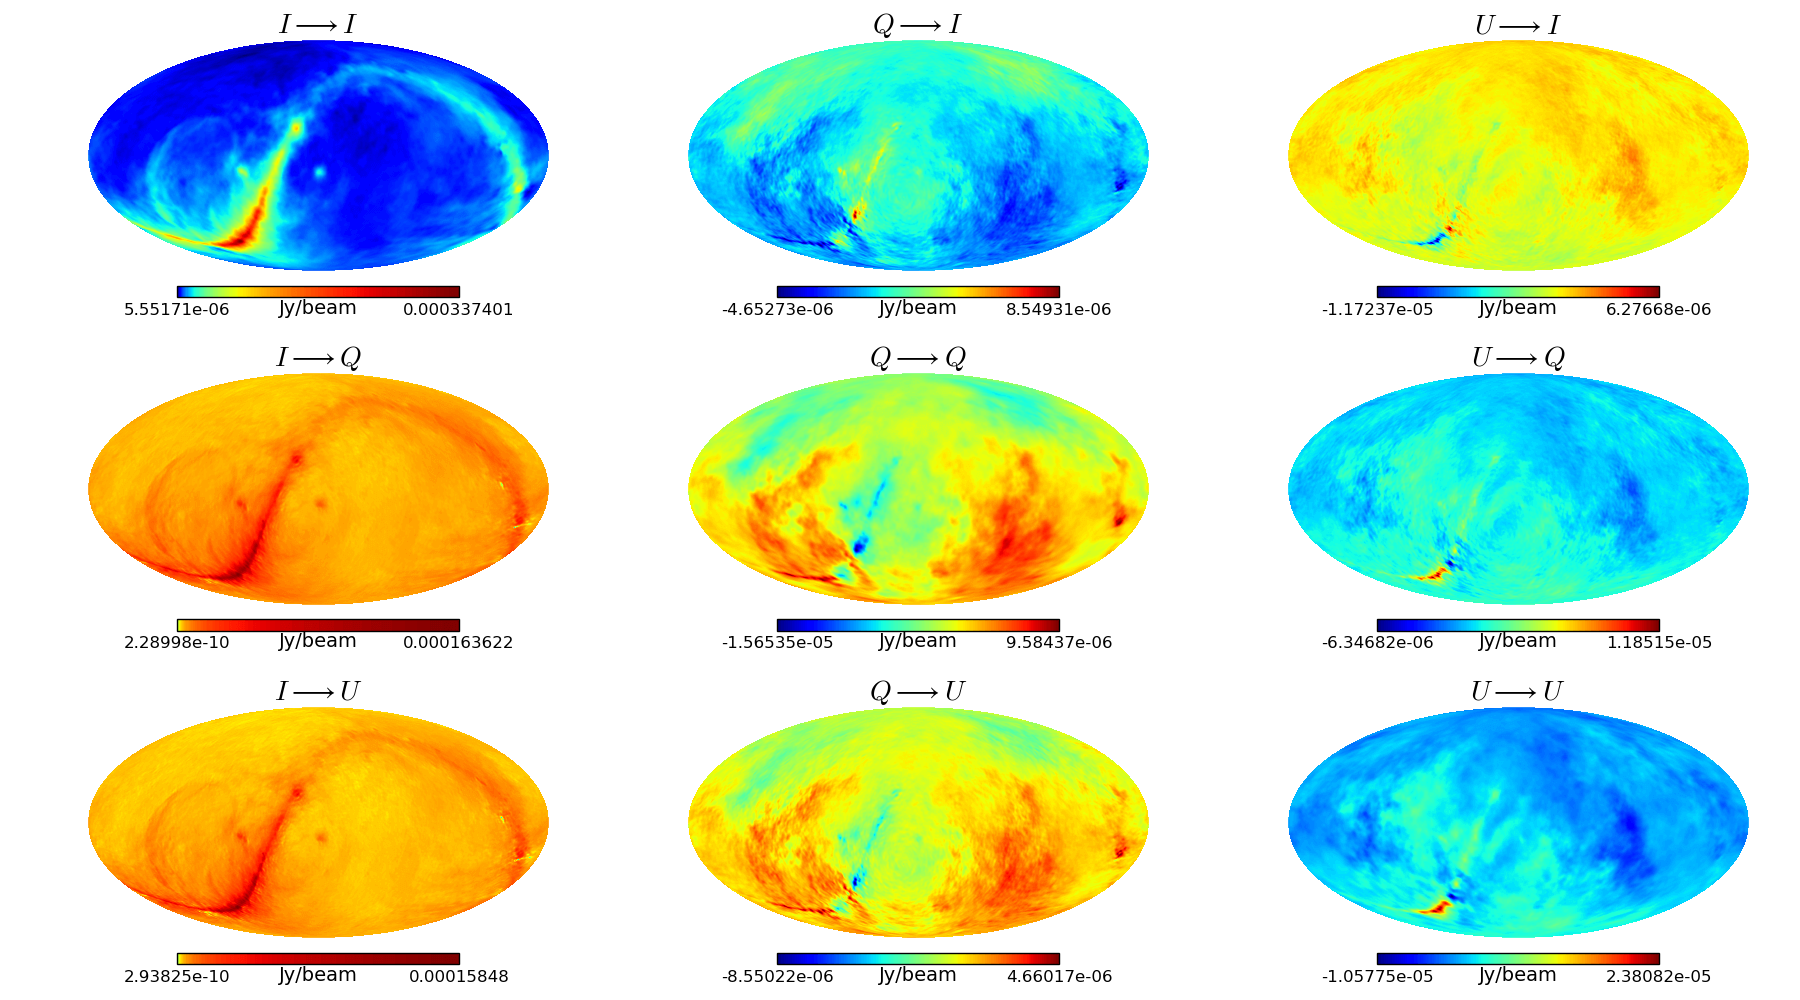 I ⟶ I
Q ⟶ I
U ⟶ I
5.55171e-06 Jy/beam 0.000337401
-4.65273e-06 Jy/beam 8.54931e-06
-1.17237e-05 Jy/beam 6.27668e-06
I ⟶ Q
Q ⟶ Q
U ⟶ Q
2.28998e-10 Jy/beam 0.000163622
-1.56535e-05 Jy/beam 9.58437e-06
-6.34682e-06 Jy/beam 1.18515e-05
I ⟶ U
Q ⟶ U
U ⟶ U
2.93825e-10 Jy/beam 0.00015848
-8.55022e-06 Jy/beam 4.66017e-06
-1.05775e-05 Jy/beam 2.38082e-05